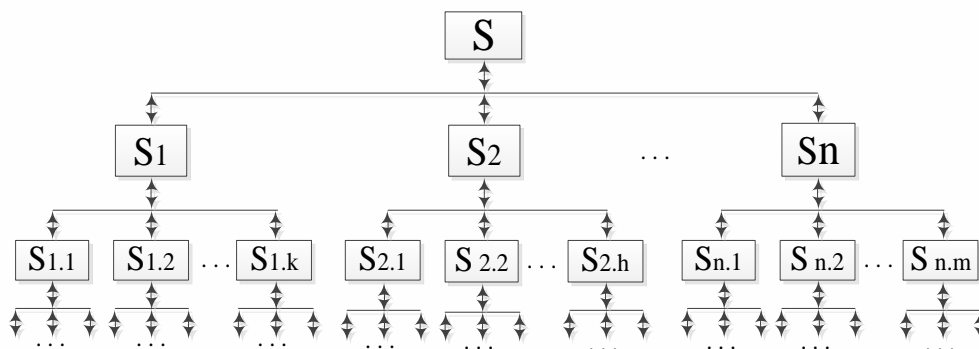 S
S1 S2 ... Sn
S1.1 S1.2 ... S1.k S2.1 S 2.2 ... S2.h Sn.1 S n.2 ... S n.m
... ... ... ... ... ... ... ... ...